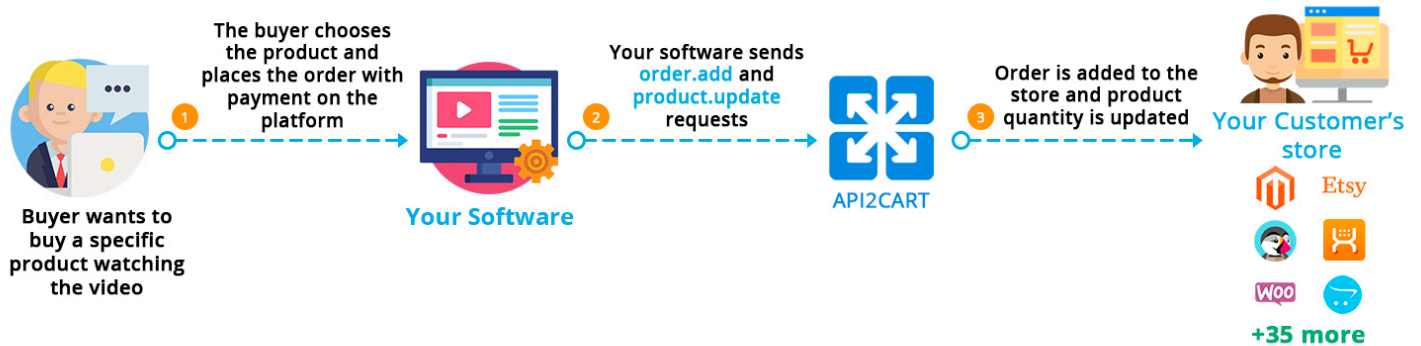 Buyer wants to
buy a specific
product watching
the video
1
The buyer chooses
the product and
places the order with
payment on the
platform
Your Software
2
Your software sends
order.add and
product.update
requests
API2CART
3
Order is added to the
store and product
quantity is updated
Your Customer's
store
Etsy
WOO
+35 more